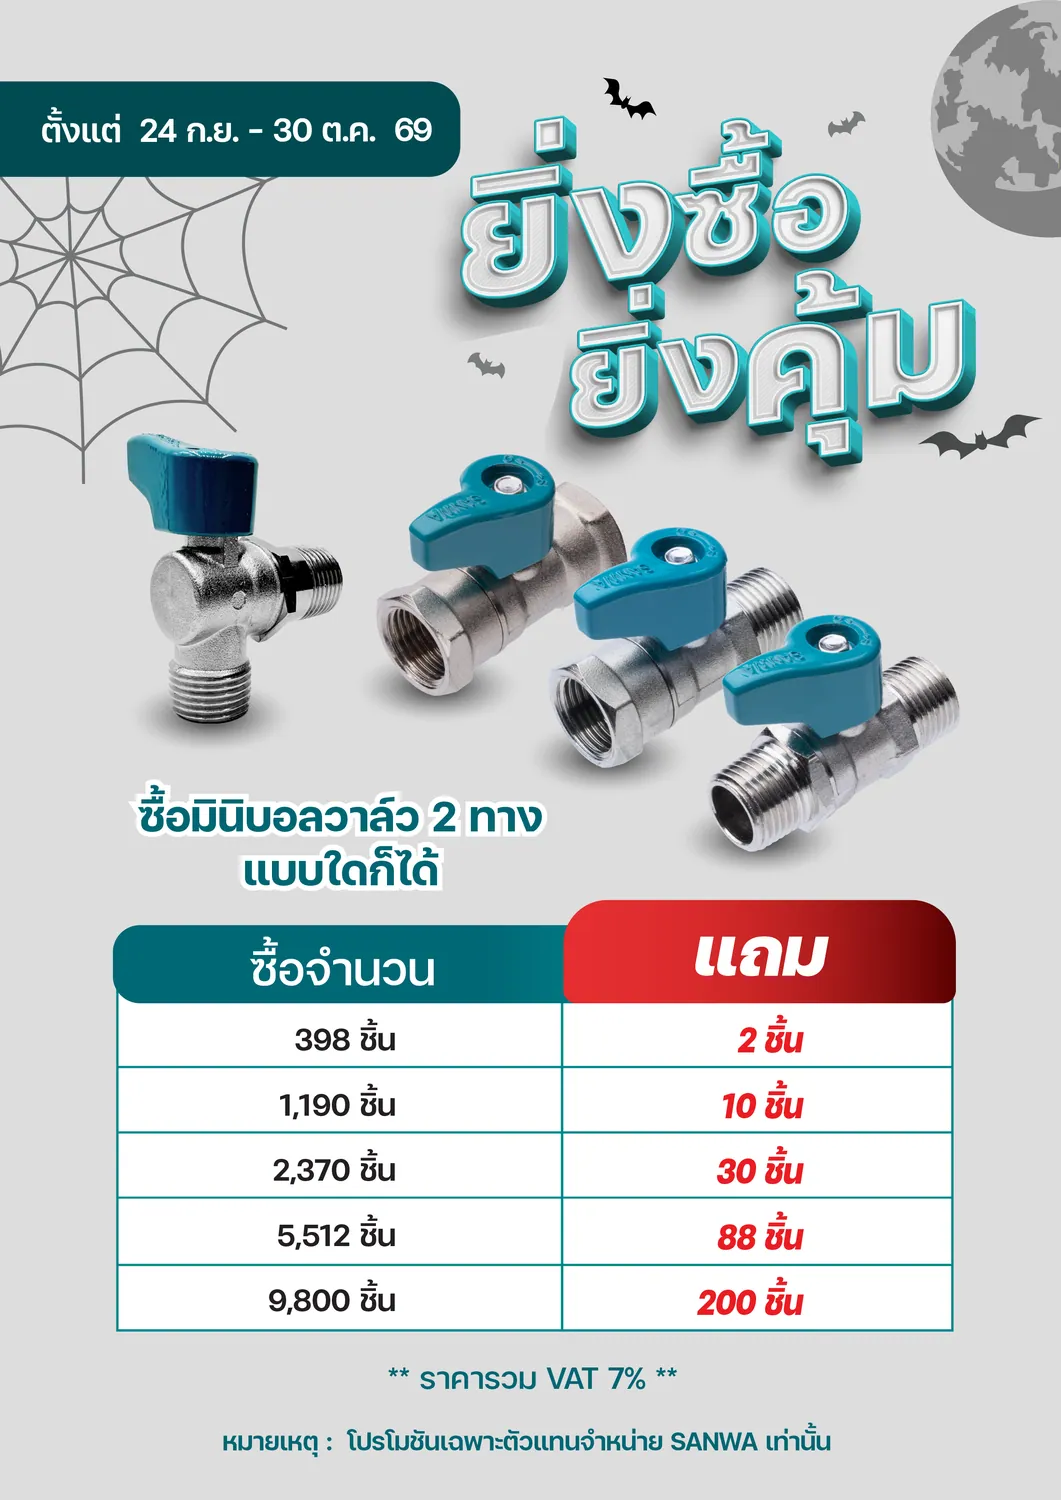 ตั้งแต่ 24 ก.ย. - 30 ต.ค. 69
ยิ่งซื้อ
ยิ่งคุ้ม
SANWA
SANWA
SANWA
ซื้อมินิบอลวาล์ว 2 ทาง
แบบใดก็ได้
ซื้อจำนวน แถม
398 ชิ้น 2 ชิ้น
1,190 ชิ้น 10 ชิ้น
2,370 ชิ้น 30 ชิ้น
5,512 ชิ้น 88 ชิ้น
9,800 ชิ้น 200 ชิ้น
** ราคารวม VAT 7% **
หมายเหตุ : โปรโมชันเฉพาะตัวแทนจำหน่าย SANWA เท่านั้น